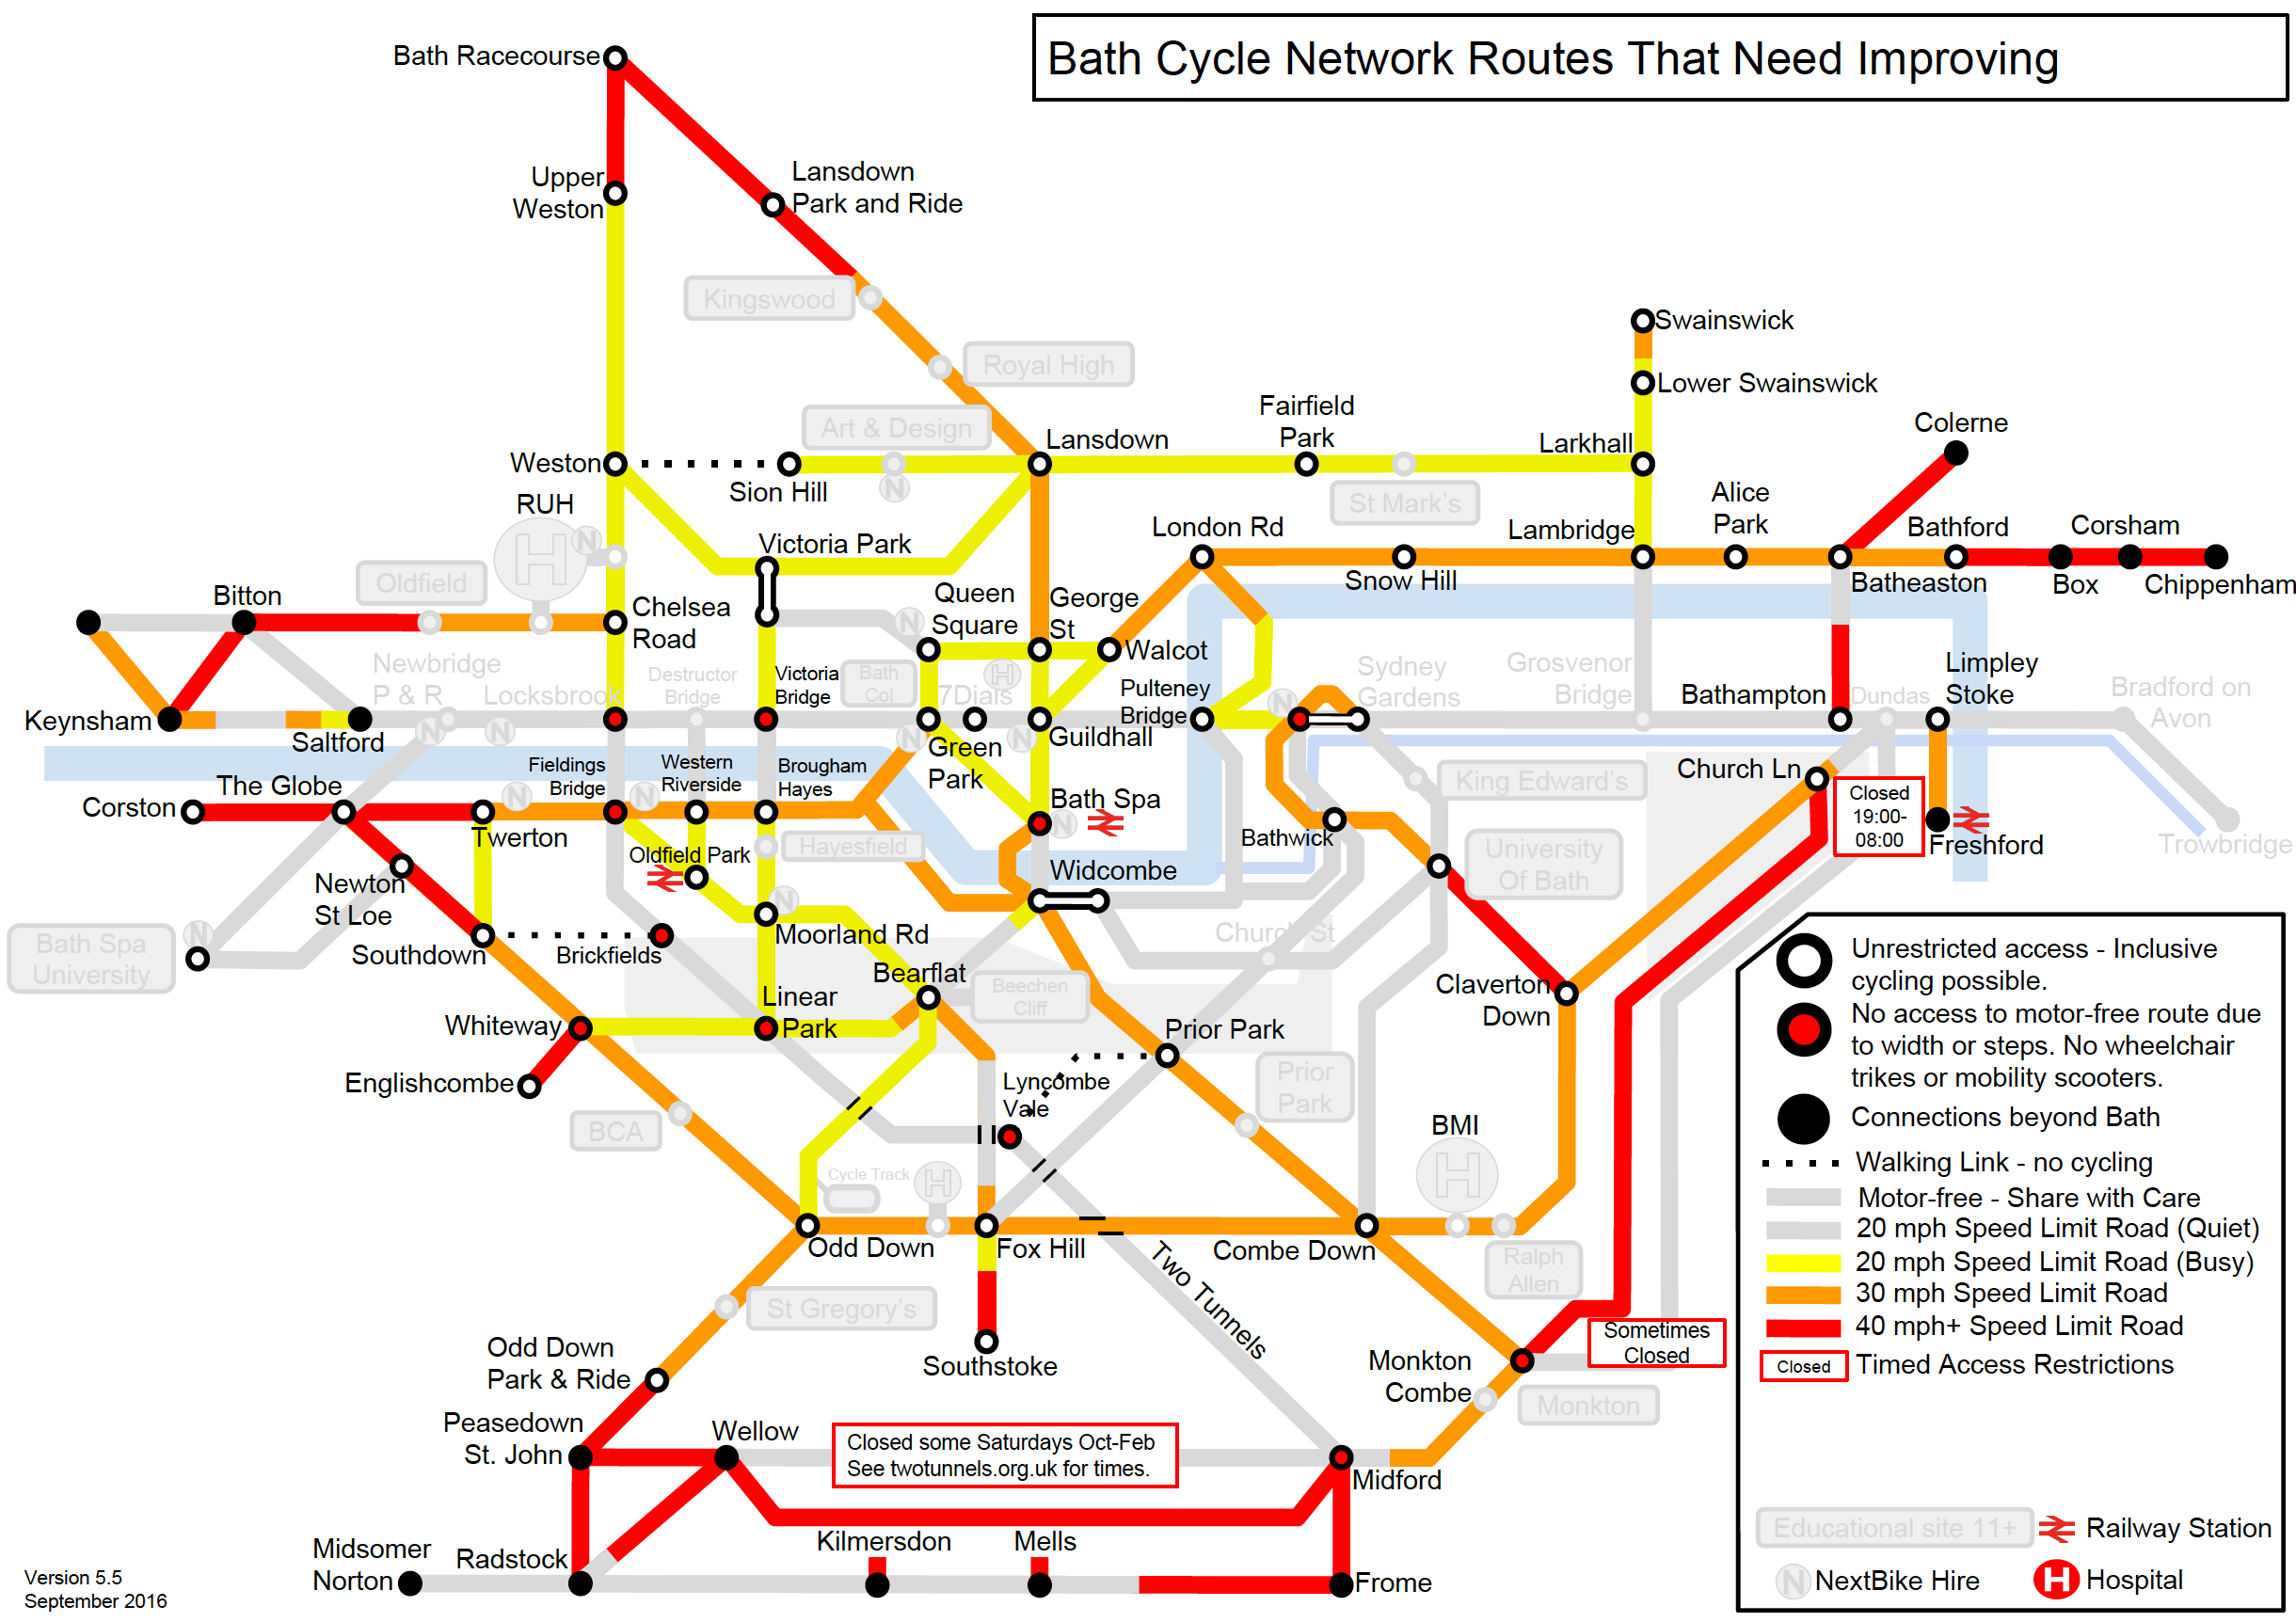 Bath Cycle Network Routes That Need Improving
Bath Racecourse
Upper
Weston
Lansdown
Park and Ride
Kingswood
Royal High
Art & Design
Swainswick
Lower Swainswick
Fairfield
Park
Lansdown
Larkhall
Colerne
Weston
Sion Hill
RUH
H
N
N
St Mark's
Alice
Park
London Rd
Lambridge
Bathford
Corsham
Victoria Park
Snow Hill
Batheaston
Box
Chippenham
Oldfield
Bitton
Chelsea
Road
N
Queen
Square
George
St
Walcot
Newbridge
P & R
Locksbrook
Destructor
Bridge
Victoria
Bridge
Bath
Col
H
7Dials
Pulteney
Bridge
N
Sydney
Gardens
Grosvenor
Bridge
Bathampton
Dundas
Limpley
Stoke
Bradford on
Avon
Keynsham
Saltford
N
N
N
Green
Park
N
Guildhall
The Globe
Corston
Fieldings
Bridge
Western
Riverside
Brougham
Hayes
King Edward's
Church Ln
Closed
19:00-
08:00
N
N
Twerton
Bath Spa
N
Bathwick
Freshford
Trowbridge
Hayesfield
Oldfield Park
University
Of Bath
Widcombe
Newton
St Loe
N
Moorland Rd
Church St
Bath Spa
University
N
Southdown
Brickfields
Bearflat
Beechen
Cliff
Claverton
Down
Linear
Park
Whiteway
Prior Park
Englishcombe
Lyncombe
Vale
Prior
Park
BCA
BMI
H
Cycle Track
H
Odd Down
Fox Hill
Combe Down
Ralph
Allen
Two Tunnels
St Gregory's
Southstoke
Odd Down
Park & Ride
Sometimes
Closed
Monkton
Combe
Monkton
Peasedown
St. John
Wellow
Closed some Saturdays Oct-Feb
See twotunnels.org.uk for times.
Midford
Kilmersdon
Mells
Midsomer
Norton
Radstock
Frome
Version 5.5
September 2016
Unrestricted access - Inclusive
cycling possible.
No access to motor-free route due
to width or steps. No wheelchair
trikes or mobility scooters.
Connections beyond Bath
Walking Link - no cycling
Motor-free - Share with Care
20 mph Speed Limit Road (Quiet)
20 mph Speed Limit Road (Busy)
30 mph Speed Limit Road
40 mph+ Speed Limit Road
Closed
Timed Access Restrictions
Educational site 11+
Railway Station
N
NextBike Hire
H
Hospital